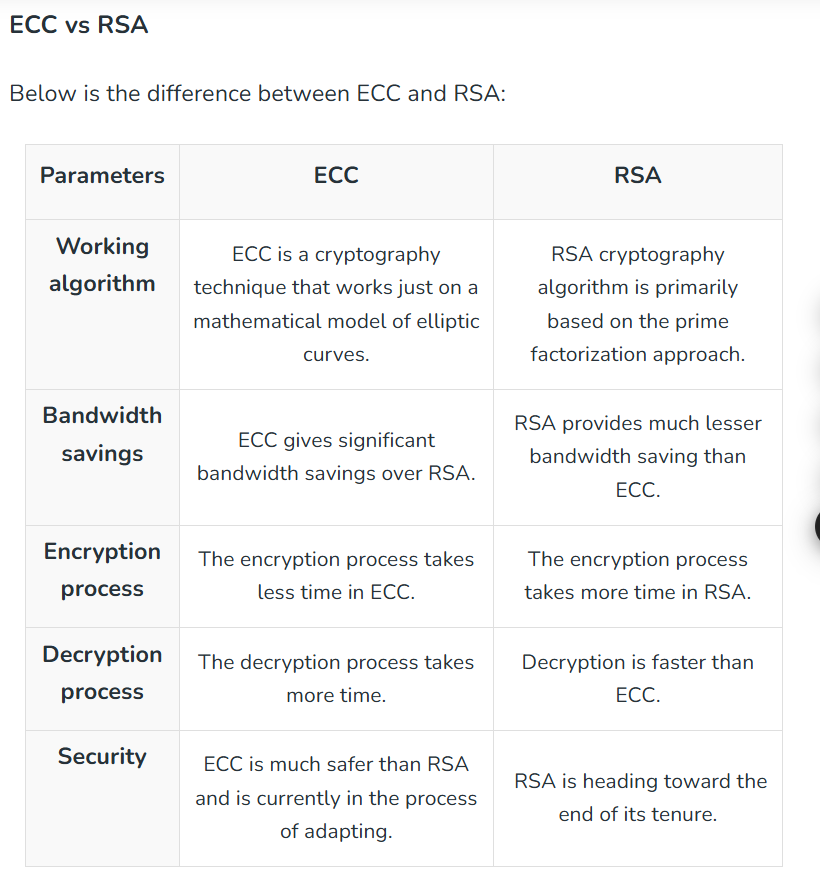 ECC vs RSA
Below is the difference between ECC and RSA:
Parameters
ECC
RSA
Working
algorithm
ECC is a cryptography
technique that works just on a
mathematical model of elliptic
curves.
RSA cryptography
algorithm is primarily
based on the prime
factorization approach.
Bandwidth
savings
ECC gives significant
bandwidth savings over RSA.
RSA provides much lesser
bandwidth saving than
ECC.
Encryption
process
The encryption process takes
less time in ECC.
The encryption process
takes more time in RSA.
Decryption
process
The decryption process takes
more time.
Decryption is faster than
ECC.
Security
ECC is much safer than RSA
and is currently in the process
of adapting.
RSA is heading toward the
end of its tenure.